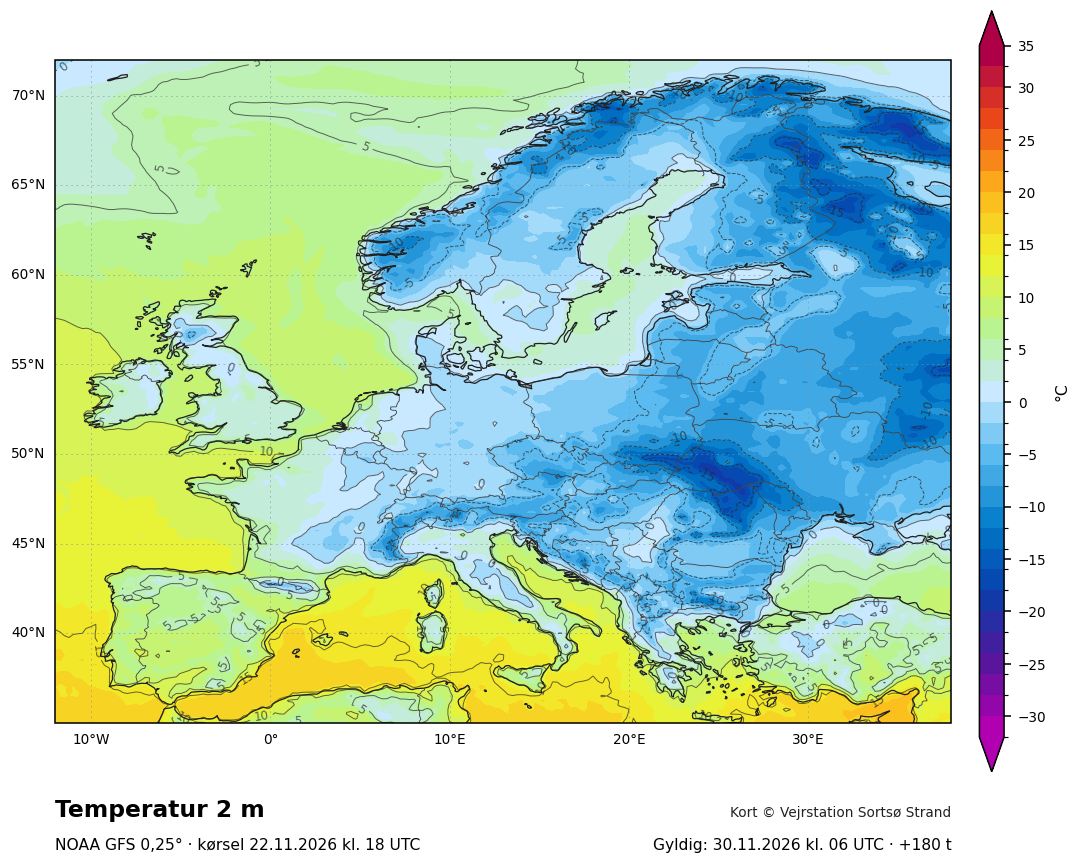 35
30
25
20
15
10
5
0
−5
−10
−15
−20
−25
−30
°C
70°N
65°N
60°N
55°N
50°N
45°N
40°N
10°W
0°
10°E
20°E
30°E
Temperatur 2 m
Kort © Vejrstation Sortsø Strand
NOAA GFS 0,25° · kørsel 22.11.2026 kl. 18 UTC
Gyldig: 30.11.2026 kl. 06 UTC · +180 t